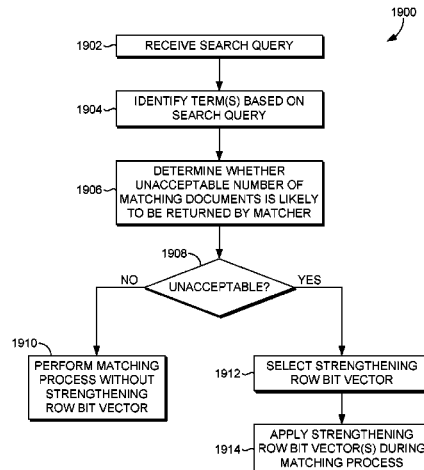 1900
1902
RECEIVE SEARCH QUERY
1904
IDENTIFY TERM(S) BASED ON
SEARCH QUERY
1906
DETERMINE WHETHER
UNACCEPTABLE NUMBER OF
MATCHING DOCUMENTS IS LIKELY
TO BE RETURNED BY MATCHER
1908
UNACCEPTABLE?
NO
YES
1910
PERFORM MATCHING
PROCESS WITHOUT
STRENGTHENING
ROW BIT VECTOR
1912
SELECT STRENGTHENING
ROW BIT VECTOR
1914
APPLY STRENGTHENING
ROW BIT VECTOR(S) DURING
MATCHING PROCESS